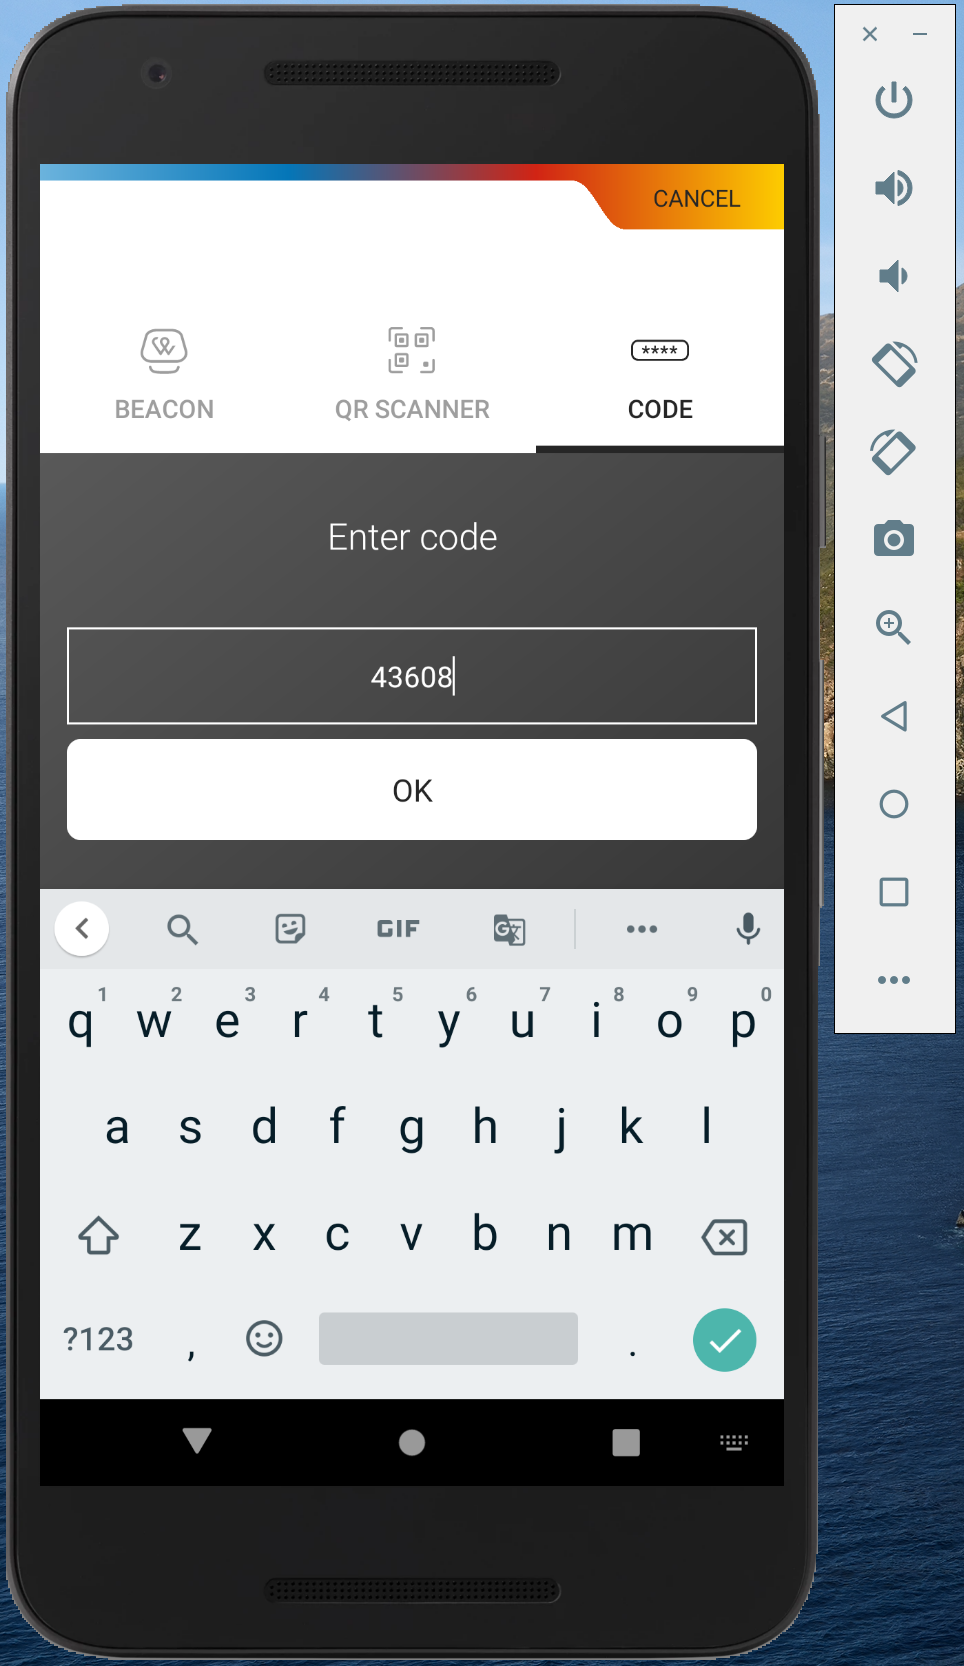 CANCEL
BEACON
QR SCANNER
****
CODE
Enter code
43608
OK
GIF
G
1 2 3 4 5 6 7 8 9 0
q w e r t y u i o p
a s d f g h j k l
z x c v b n m
?123 , .